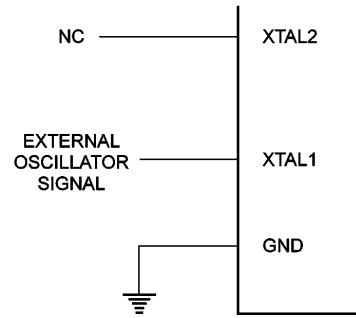 NC XTAL2
EXTERNAL
OSCILLATOR XTAL1
SIGNAL
GND